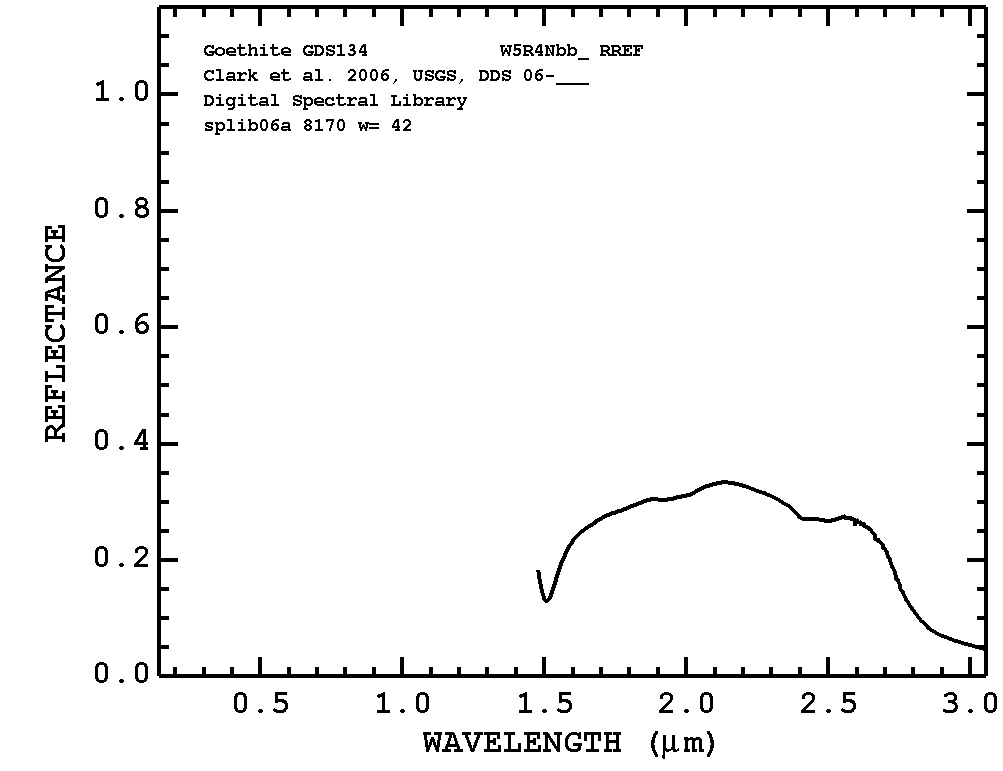 Goethite GDS134 W5R4Nbb_ RREF
Clark et al. 2006, USGS, DDS 06-___
Digital Spectral Library
splib06a 8170 w= 42
1.0
0.8
0.6
0.4
0.2
0.0
REFLECTANCE
0.5 1.0 1.5 2.0 2.5 3.0
WAVELENGTH (μm)